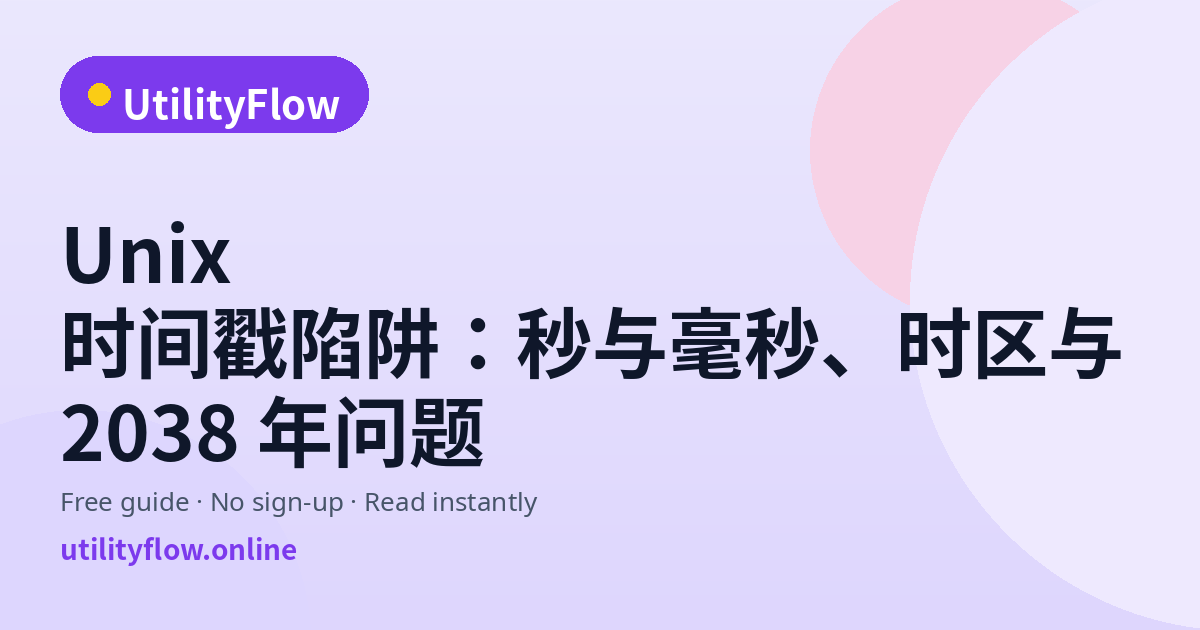 UtilityFlow
Unix
时间戳陷阱：秒与毫秒、时区与
2038 年问题
Free guide · No sign-up · Read instantly
utilityflow.online